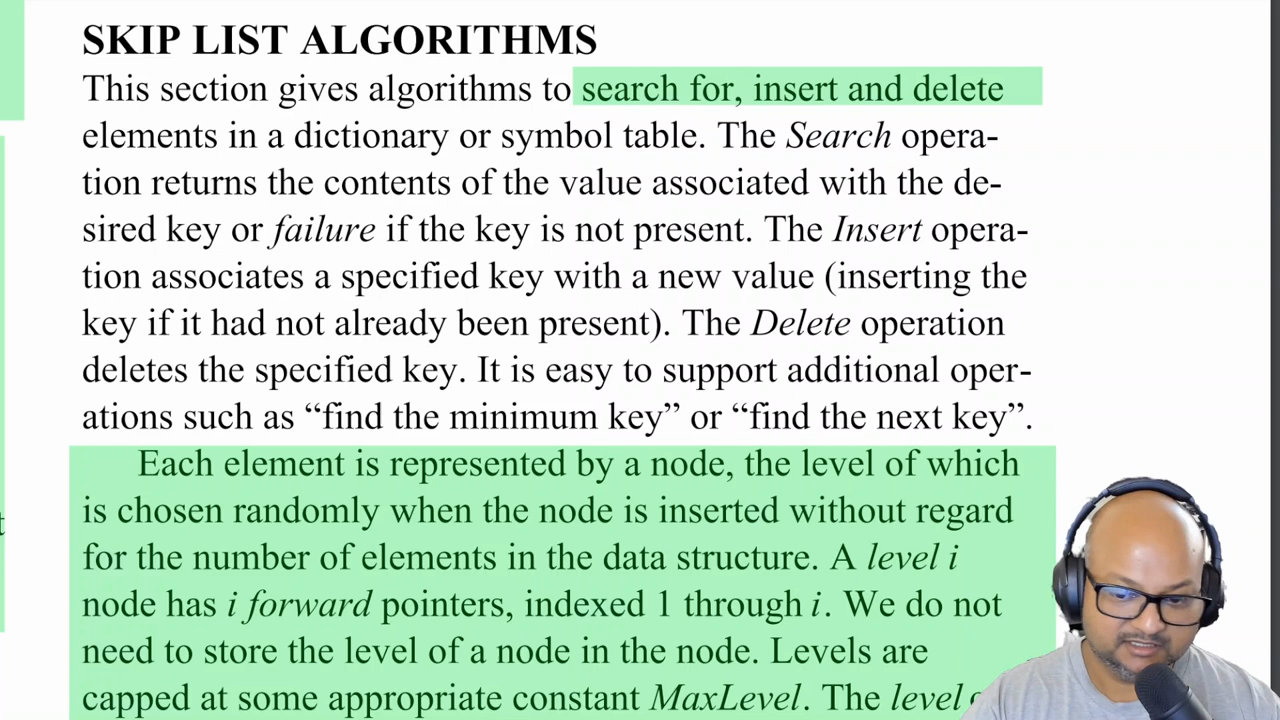 SKIP LIST ALGORITHMS
This section gives algorithms to search for, insert and delete
elements in a dictionary or symbol table. The Search opera-
tion returns the contents of the value associated with the de-
sired key or failure if the key is not present. The Insert opera-
tion associates a specified key with a new value (inserting the
key if it had not already been present). The Delete operation
deletes the specified key. It is easy to support additional oper-
ations such as “find the minimum key” or “find the next key”.
Each element is represented by a node, the level of which
is chosen randomly when the node is inserted without regard
for the number of elements in the data structure. A level i
node has i forward pointers, indexed 1 through i. We do not
need to store the level of a node in the node. Levels are
capped at some appropriate constant MaxLevel. The level